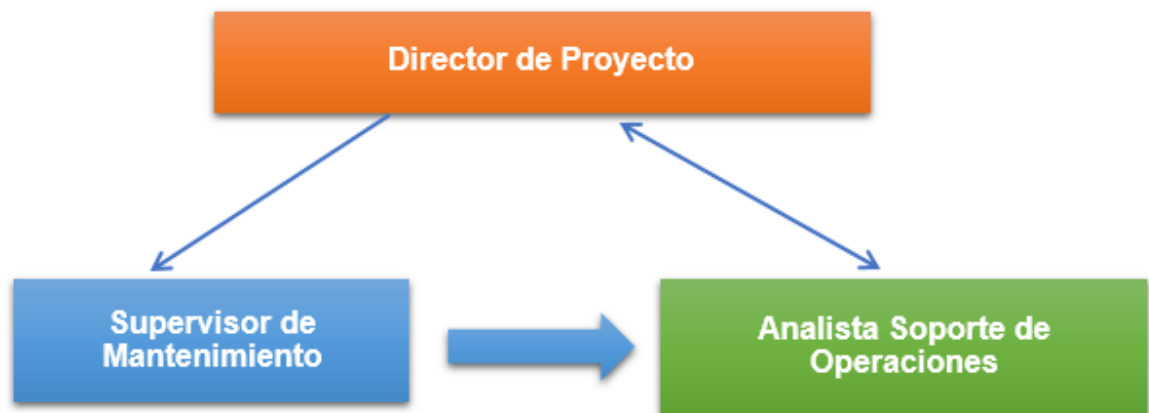 Director de Proyecto
Supervisor de
Mantenimiento
Analista Soporte de
Operaciones